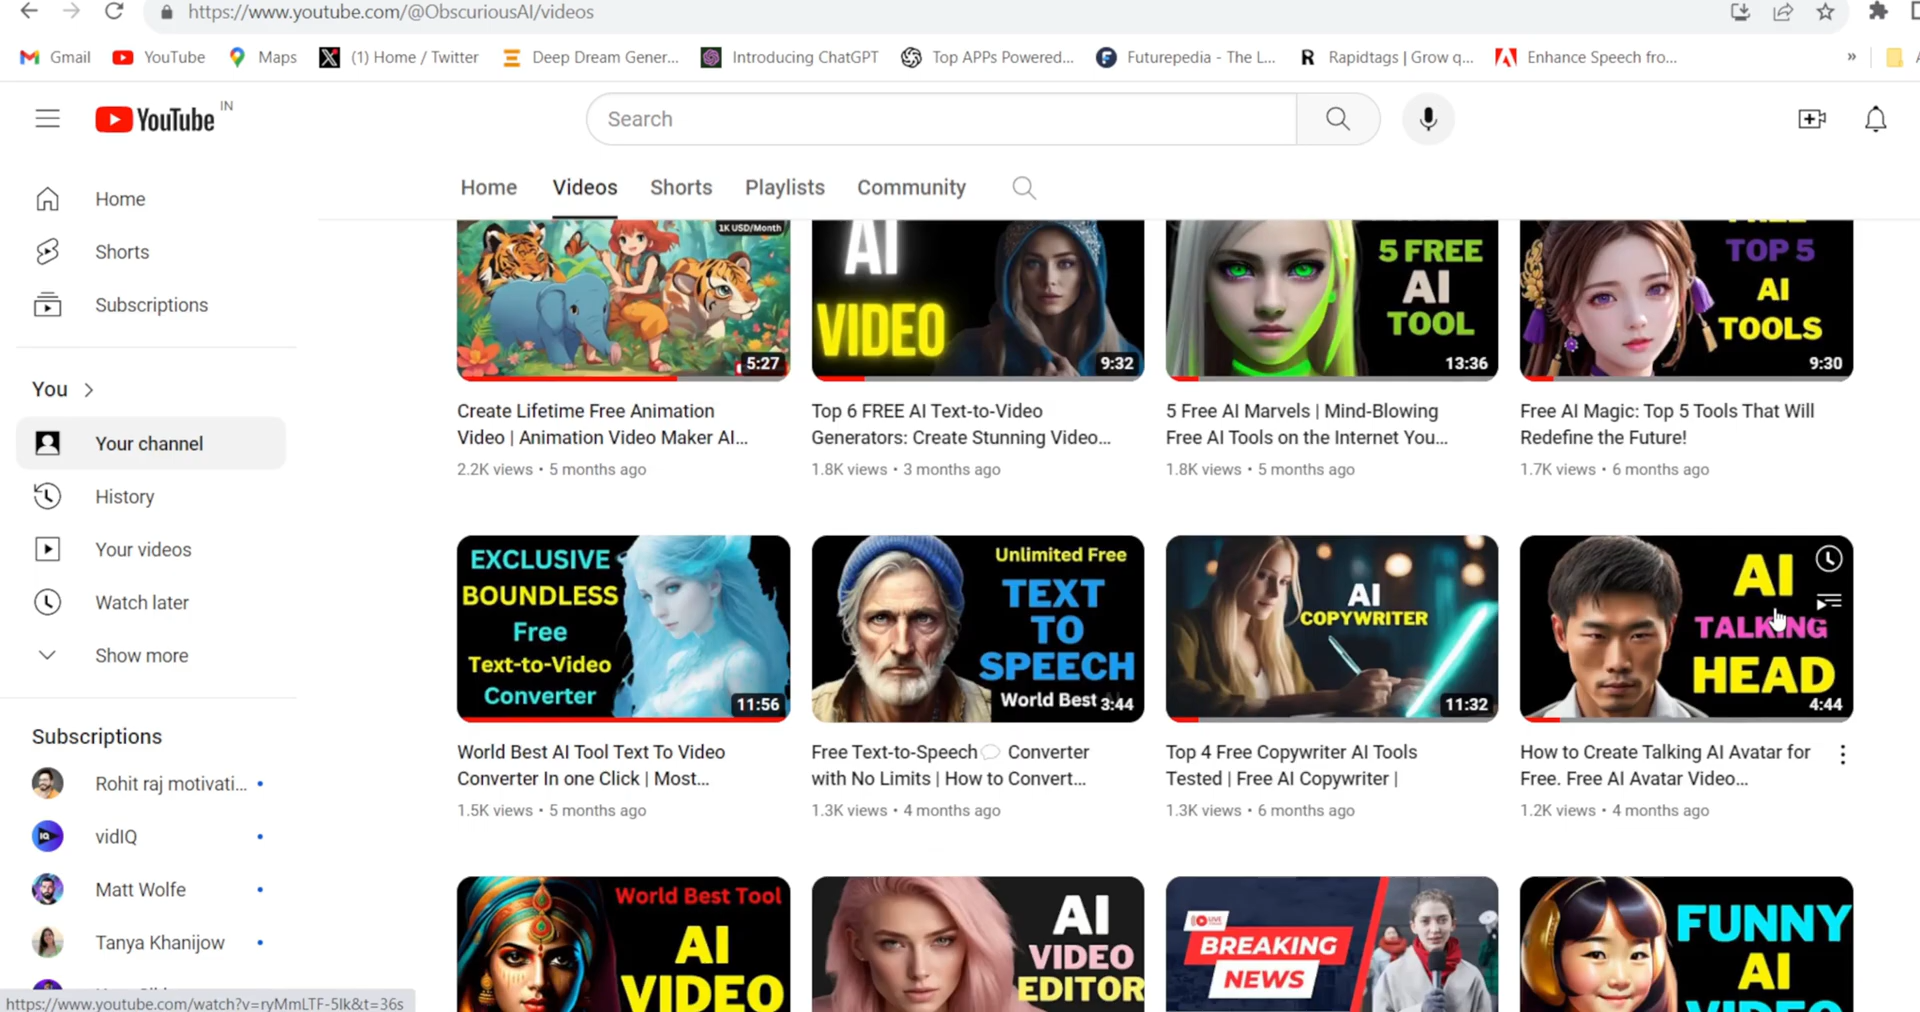 https://www.youtube.com/@ObscuriousAI/videos
Gmail
YouTube
Maps
(1) Home / Twitter
Deep Dream Gener...
Introducing ChatGPT
Top APPs Powered...
Futurepedia - The L...
R
Rapidtags | Grow q...
Enhance Speech fro...
»
YouTube IN
Search
Home
Videos
Shorts
Playlists
Community
Home
Shorts
Subscriptions
You
Your channel
History
Your videos
Watch later
Show more
Subscriptions
Rohit raj motivati...
vidIQ
Matt Wolfe
Tanya Khanijow
1K USD/Month
5:27
Create Lifetime Free Animation
Video | Animation Video Maker AI...
2.2K views • 5 months ago
AI
VIDEO
9:32
Top 6 FREE AI Text-to-Video
Generators: Create Stunning Video...
1.8K views • 3 months ago
5 FREE
AI
TOOL
13:36
5 Free AI Marvels | Mind-Blowing
Free AI Tools on the Internet You...
1.8K views • 5 months ago
TOP 5
AI
TOOLS
9:30
Free AI Magic: Top 5 Tools That Will
Redefine the Future!
1.7K views • 6 months ago
EXCLUSIVE
BOUNDLESS
Free
Text-to-Video
Converter
11:56
World Best AI Tool Text To Video
Converter In one Click | Most...
1.5K views • 5 months ago
Unlimited Free
TEXT
TO
SPEECH
World Best
3:44
Free Text-to-Speech Converter
with No Limits | How to Convert...
1.3K views • 4 months ago
AI
COPYWRITER
11:32
Top 4 Free Copywriter AI Tools
Tested | Free AI Copywriter |
1.3K views • 6 months ago
AI
TALKING
HEAD
4:44
How to Create Talking AI Avatar for
Free. Free AI Avatar Video...
1.2K views • 4 months ago
World Best Tool
AI
VIDEO
AI
VIDEO
EDITOR
LIVE
BREAKING
NEWS
FUNNY
AI
VIDEO
https://www.youtube.com/watch?v=ryMmLTF-5lk&t=36s